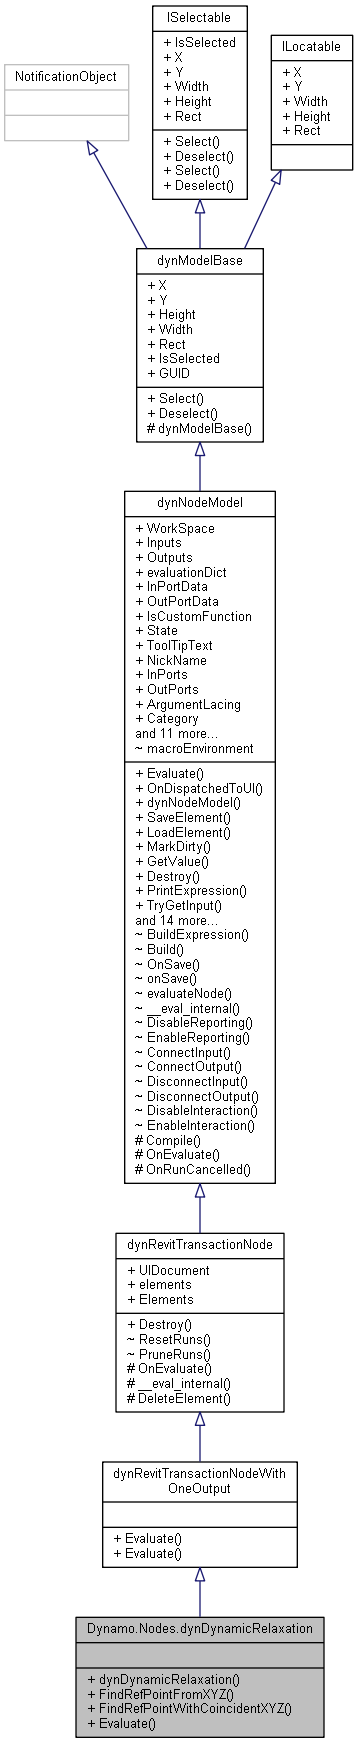 ISelectable
+ IsSelected
+ X
+ Y
+ Width
+ Height
+ Rect
+ Select()
+ Deselect()
+ Select()
+ Deselect()
ILocatable
+ X
+ Y
+ Width
+ Height
+ Rect
NotificationObject
dynModelBase
+ X
+ Y
+ Height
+ Width
+ Rect
+ IsSelected
+ GUID
+ Select()
+ Deselect()
# dynModelBase()
dynNodeModel
+ WorkSpace
+ Inputs
+ Outputs
+ evaluationDict
+ InPortData
+ OutPortData
+ IsCustomFunction
+ State
+ ToolTipText
+ NickName
+ InPorts
+ OutPorts
+ ArgumentLacing
+ Category
and 11 more...
~ macroEnvironment
+ Evaluate()
+ OnDispatchedToUI()
+ dynNodeModel()
+ SaveElement()
+ LoadElement()
+ MarkDirty()
+ GetValue()
+ Destroy()
+ PrintExpression()
+ TryGetInput()
and 14 more...
~ BuildExpression()
~ Build()
~ OnSave()
~ onSave()
~ evaluateNode()
~ __eval_internal()
~ DisableReporting()
~ EnableReporting()
~ ConnectInput()
~ ConnectOutput()
~ DisconnectInput()
~ DisconnectOutput()
~ DisableInteraction()
~ EnableInteraction()
# Compile()
# OnEvaluate()
# OnRunCancelled()
dynRevitTransactionNode
+ UIDocument
+ elements
+ Elements
+ Destroy()
~ ResetRuns()
~ PruneRuns()
# OnEvaluate()
# __eval_internal()
# DeleteElement()
dynRevitTransactionNodeWith
OneOutput
+ Evaluate()
+ Evaluate()
Dynamo.Nodes.dynDynamicRelaxation
+ dynDynamicRelaxation()
+ FindRefPointFromXYZ()
+ FindRefPointWithCoincidentXYZ()
+ Evaluate()